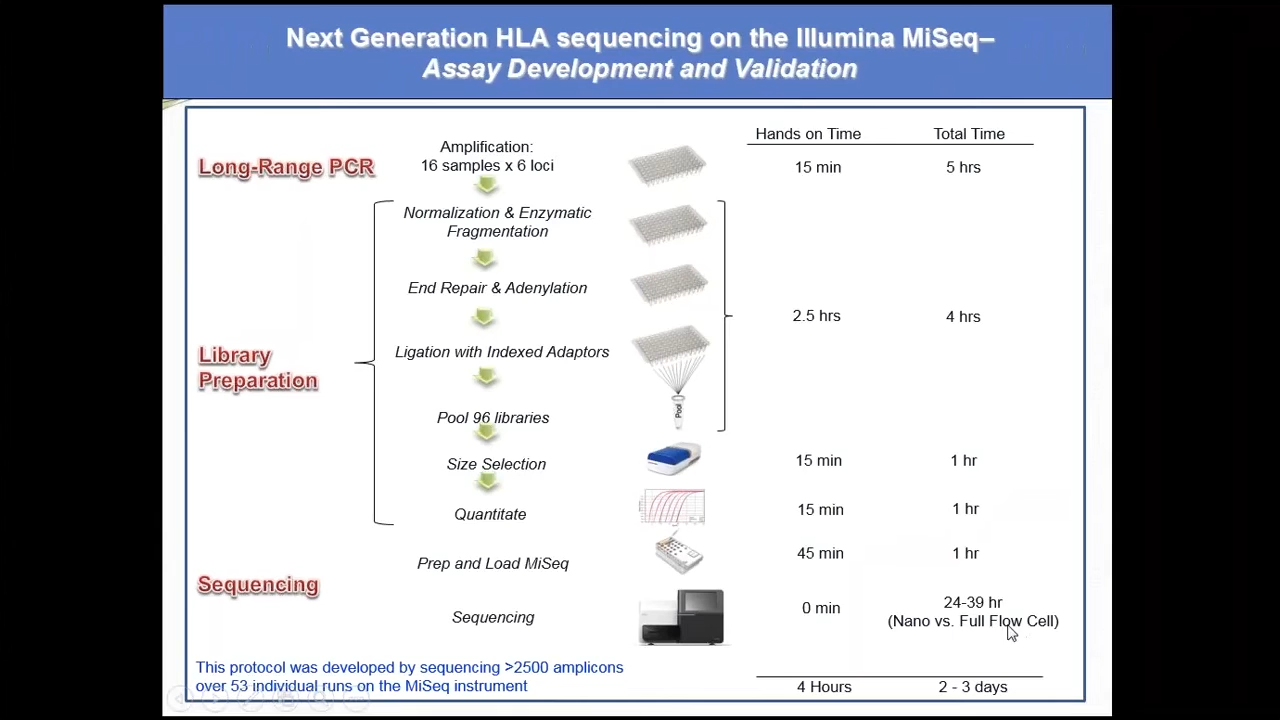 Next Generation HLA sequencing on the Illumina MiSeq–
Assay Development and Validation
Hands on Time
Total Time
Long-Range PCR
Amplification:
16 samples x 6 loci
15 min
5 hrs
Library
Preparation
Normalization & Enzymatic
Fragmentation
End Repair & Adenylation
Ligation with Indexed Adaptors
Pool 96 libraries
Pool
2.5 hrs
4 hrs
Size Selection
15 min
1 hr
Quantitate
15 min
1 hr
Sequencing
Prep and Load MiSeq
45 min
1 hr
Sequencing
0 min
24-39 hr
(Nano vs. Full Flow Cell)
This protocol was developed by sequencing >2500 amplicons
over 53 individual runs on the MiSeq instrument
4 Hours
2 - 3 days